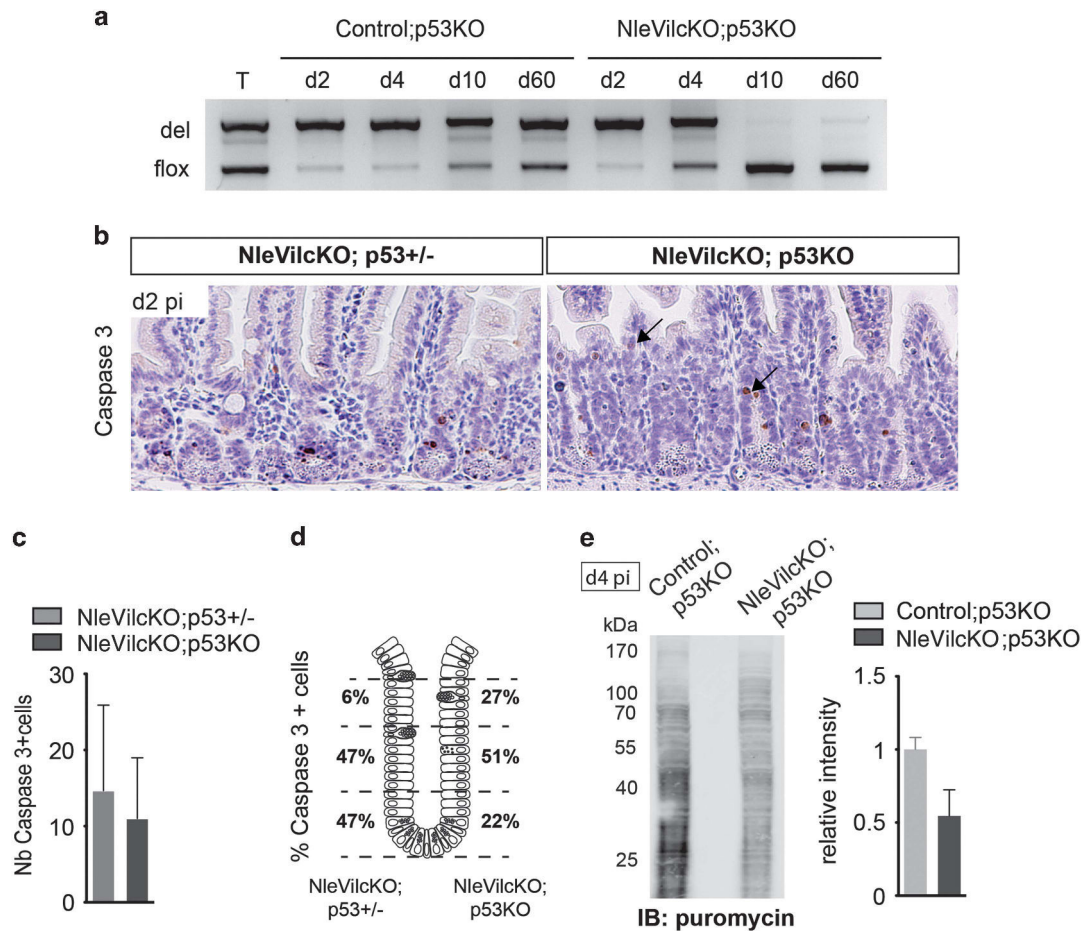 a
Control;p53KO NleVilcKO;p53KO
T d2 d4 d10 d60 d2 d4 d10 d60
del
flox
b
NleVilcKO; p53+/- NleVilcKO; p53KO
d2 pi
Caspase 3
c
NleVilcKO;p53+/-
NleVilcKO;p53KO
Nb Caspase 3+cells
30
20
10
0
d
% Caspase 3 + cells
6% 27%
47% 51%
47% 22%
NleVilcKO;
p53+/-
NleVilcKO;
p53KO
e
d4 pi
Control;
p53KO
NleVilcKO;
p53KO
kDa
170
100
70
55
40
25
IB: puromycin
Control;p53KO
NleVilcKO;p53KO
relative intensity
1.5
1
0.5
0